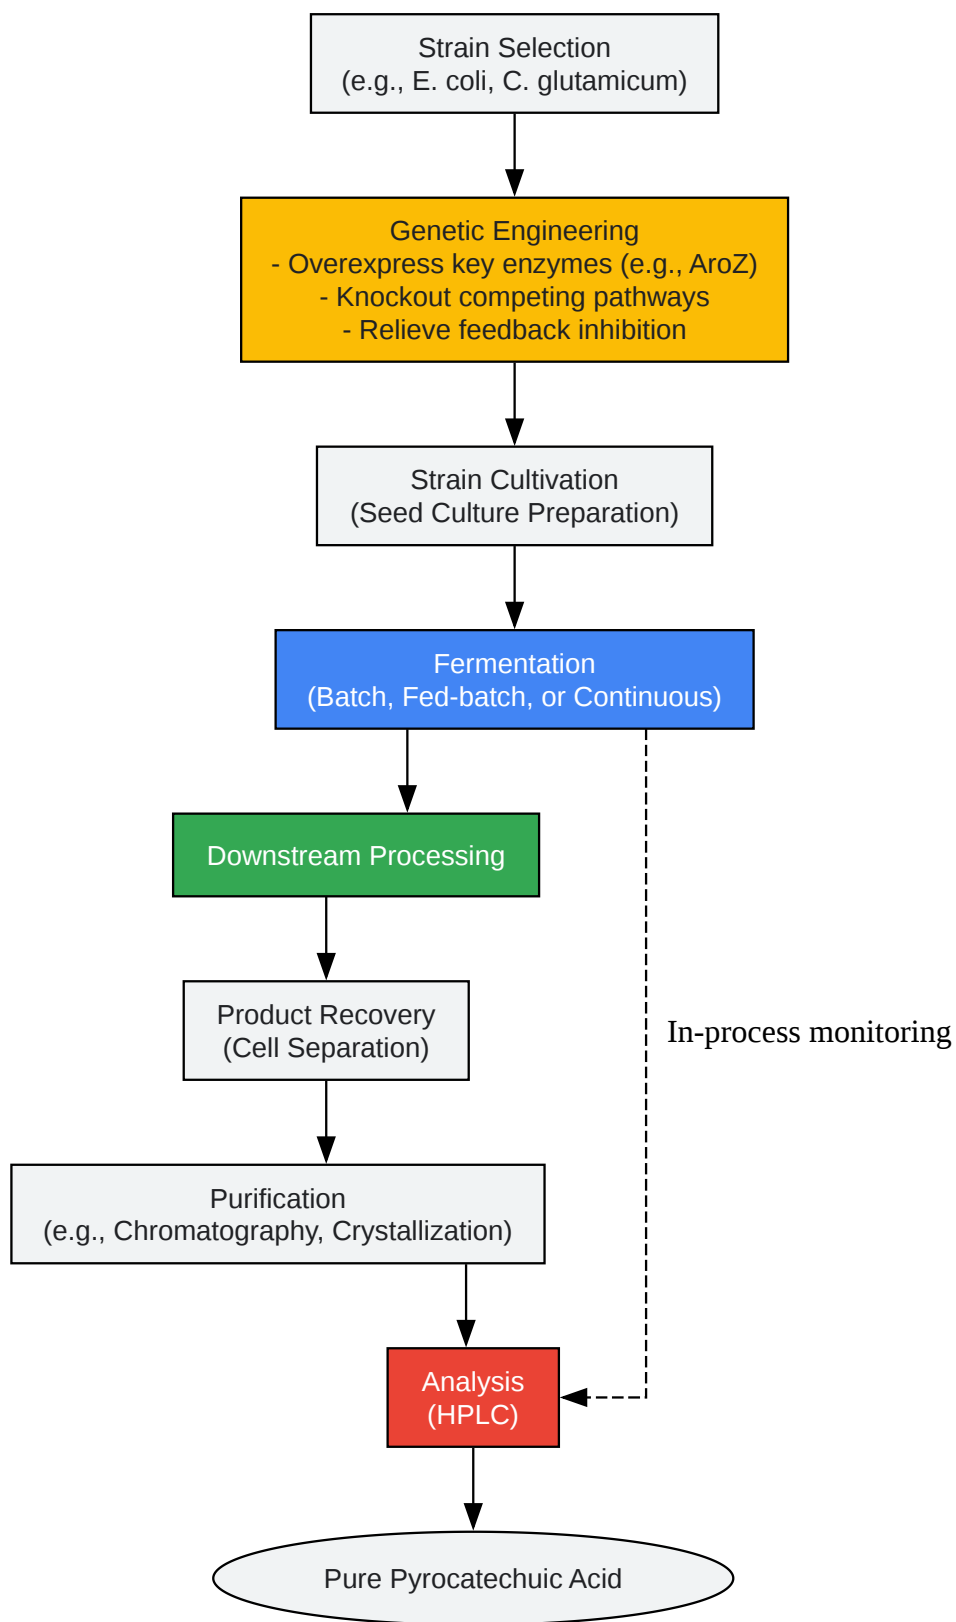 Strain Selection
(e.g., E. coli, C. glutamicum)
Genetic Engineering
- Overexpress key enzymes (e.g., AroZ)
- Knockout competing pathways
- Relieve feedback inhibition
Strain Cultivation
(Seed Culture Preparation)
Fermentation
(Batch, Fed-batch, or Continuous)
Downstream Processing
Product Recovery
(Cell Separation)
In-process monitoring
Purification
(e.g., Chromatography, Crystallization)
Analysis
(HPLC)
Pure Pyrocatechuic Acid